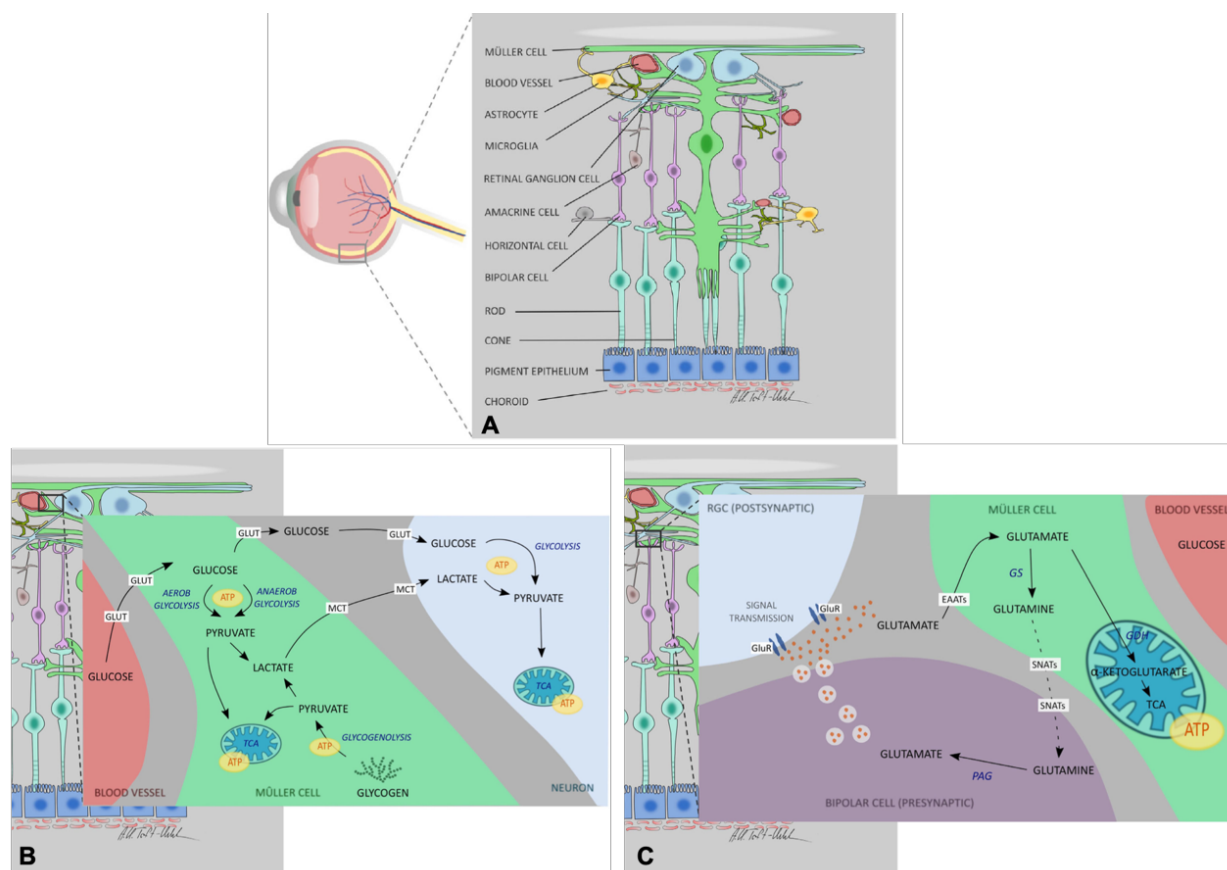 MÜLLER CELL
BLOOD VESSEL
ASTROCYTE
MICROGLIA
RETINAL GANGLION CELL
AMACRINE CELL
HORIZONTAL CELL
BIPOLAR CELL
ROD
CONE
PIGMENT EPITHELIUM
CHOROID
A
GLUT
GLUCOSE
GLUT
GLUCOSE
GLYCOLYSIS
ATP
GLUT
GLUCOSE
LACTATE
AEROB
GLYCOLYSIS
ATP
ANAEROB
GLYCOLYSIS
MCT
MCT
PYRUVATE
PYRUVATE
LACTATE
GLUCOSE
TCA
ATP
PYRUVATE
TCA
ATP
ATP
GLYCOGENOLYSIS
BLOOD VESSEL
MÜLLER CELL
GLYCOGEN
NEURON
B
RGC (POSTSYNAPTIC)
MÜLLER CELL
BLOOD VESSEL
GLUCOSE
GLUTAMATE
GS
EAATs
GLUTAMINE
SIGNAL
TRANSMISSION
GluR
GluR
GLUTAMATE
GDH
α-KETOGLUTARATE
TCA
ATP
SNATs
SNATs
GLUTAMATE
PAG
GLUTAMINE
BIPOLAR CELL (PRESYNAPTIC)
C